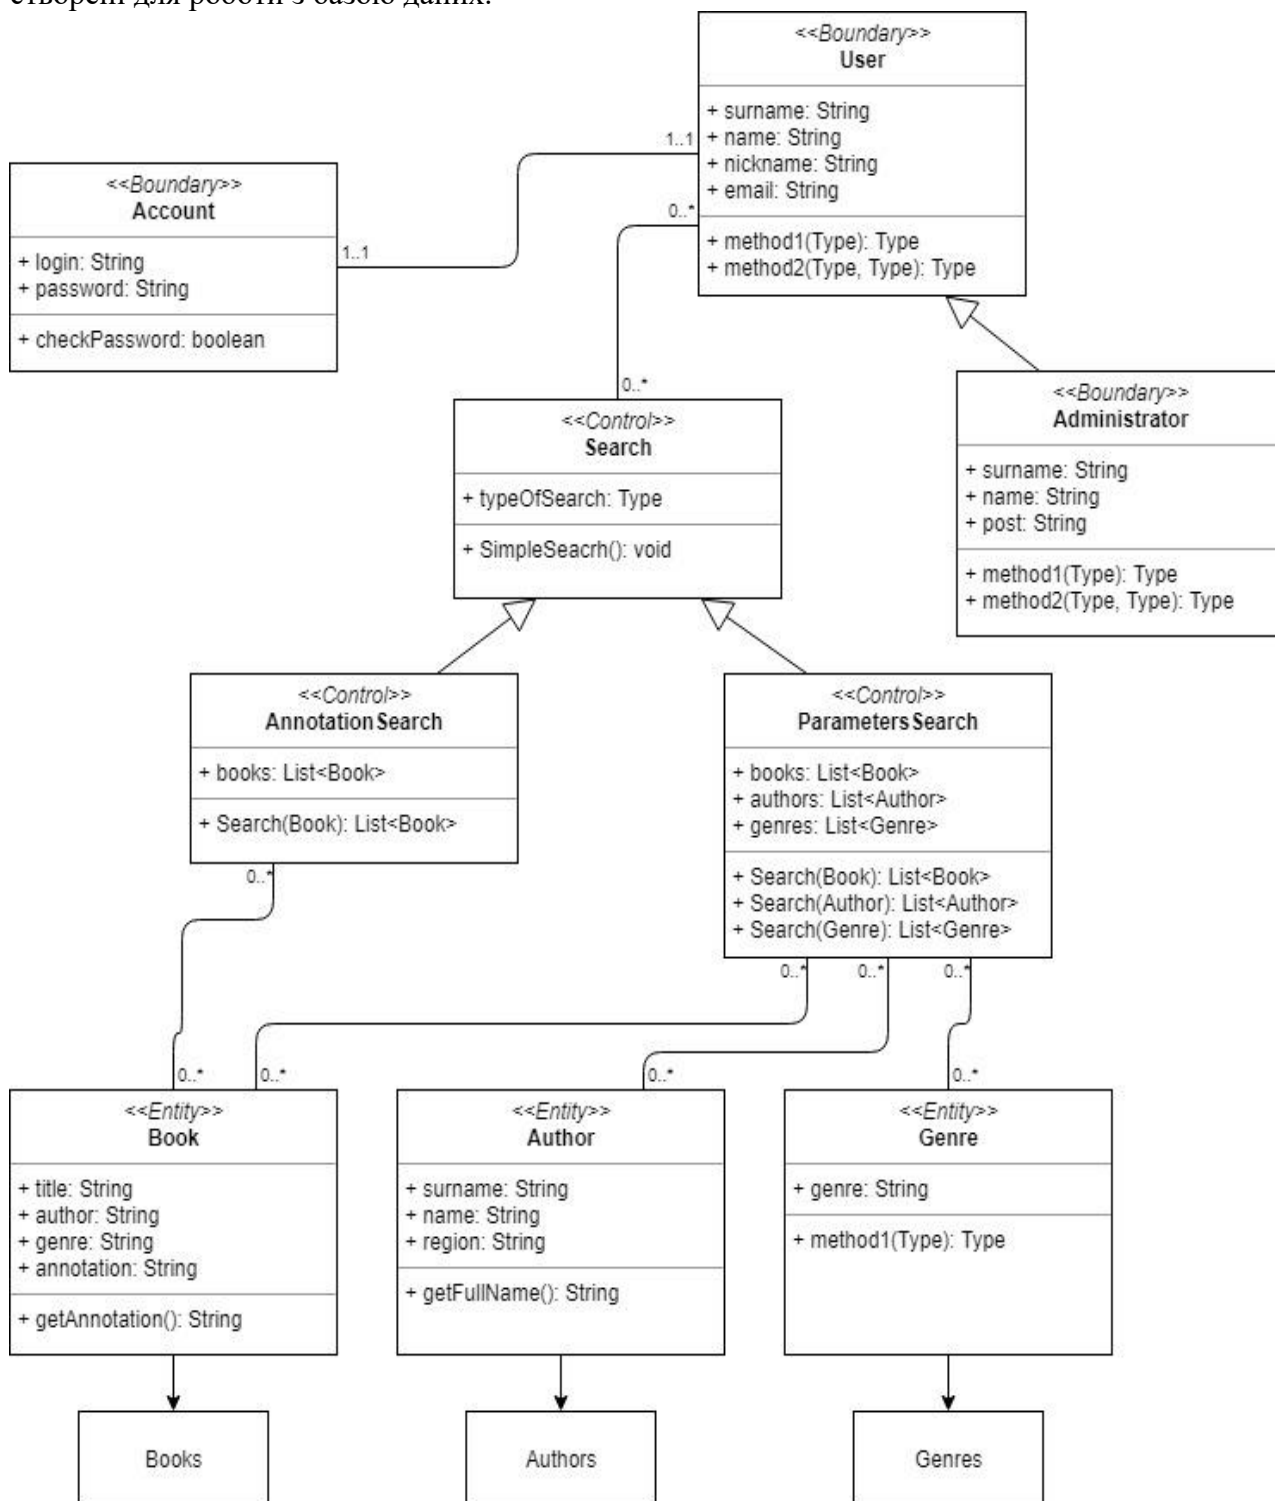 створені для роботи з базою даних.
<<Boundary>>
User
+ surname: String
+ name: String
+ nickname: String
+ email: String
+ method1(Type): Type
+ method2(Type, Type): Type
1..1
0..*
<<Boundary>>
Account
+ login: String
+ password: String
+ checkPassword: boolean
1..1
0..*
<<Control>>
Search
+ typeOfSearch: Type
+ SimpleSeacrh(): void
<<Boundary>>
Administrator
+ surname: String
+ name: String
+ post: String
+ method1(Type): Type
+ method2(Type, Type): Type
<<Control>>
AnnotationSearch
+ books: List<Book>
+ Search(Book): List<Book>
0..*
<<Control>>
ParametersSearch
+ books: List<Book>
+ authors: List<Author>
+ genres: List<Genre>
+ Search(Book): List<Book>
+ Search(Author): List<Author>
+ Search(Genre): List<Genre>
0..* 0..* 0..*
0..* 0..* 0..* 0..*
<<Entity>>
Book
+ title: String
+ author: String
+ genre: String
+ annotation: String
+ getAnnotation(): String
<<Entity>>
Author
+ surname: String
+ name: String
+ region: String
+ getFullName(): String
<<Entity>>
Genre
+ genre: String
+ method1(Type): Type
Books
Authors
Genres